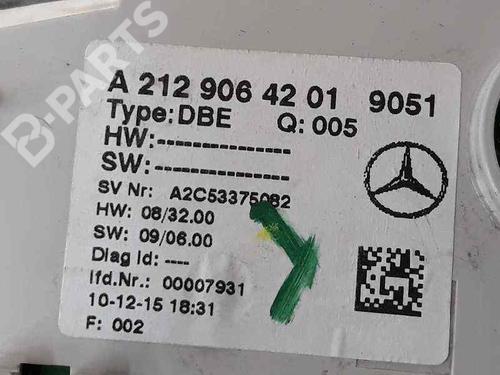 A 212 906 42 01 9051
Type:DBE Q: 005
HW:---------------
SW:---------------
SV Nr: A2C53375082
HW: 08/32.00
SW: 09/06.00
Diag Id: ----
lfd.Nr.: 00007931
10-12-15 18:31
F: 002
B-PARTS